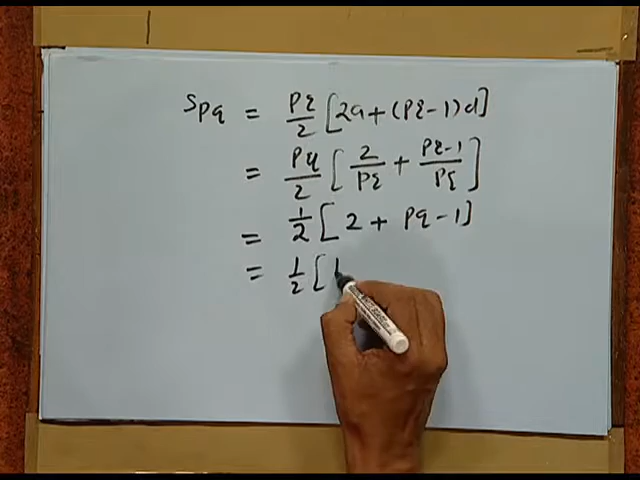 Spq = pq/2 [2a + (pq-1)d]
= pq/2 [2/pq + pq-1/pq]
= 1/2 [2 + pq-1]
= 1/2 [1